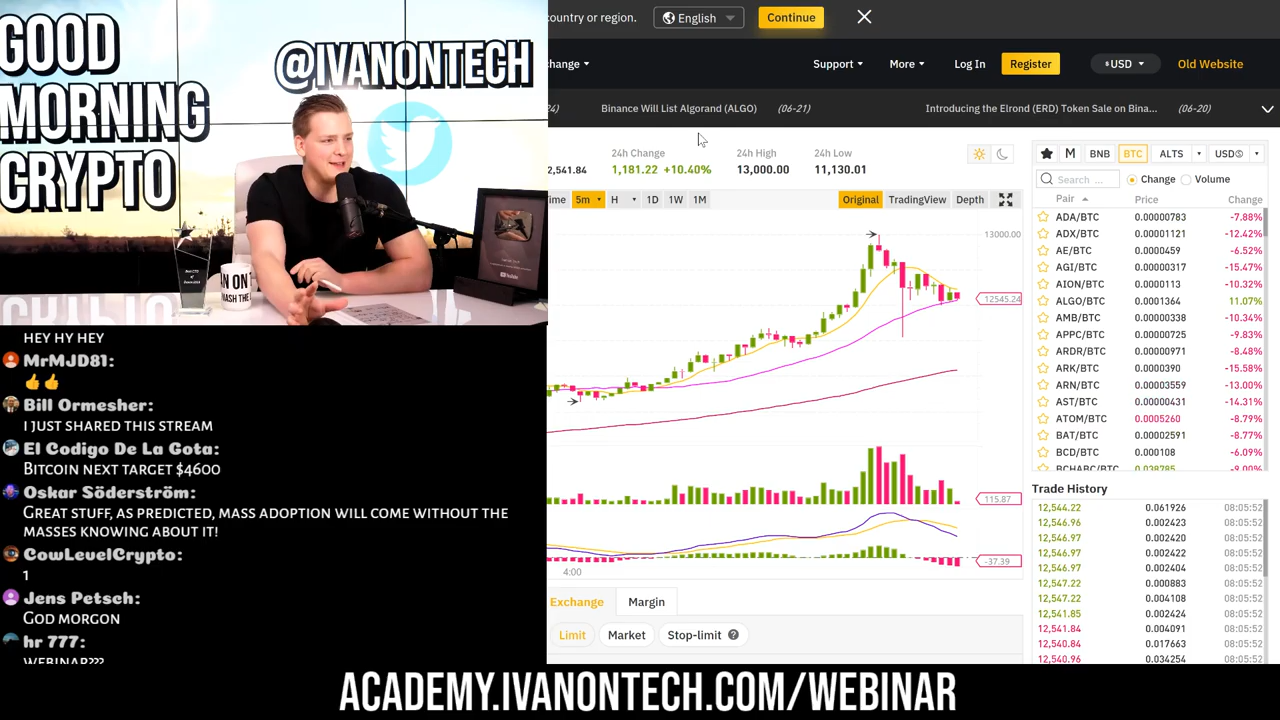 GOOD
MORNING
CRYPTO
@IVANONTECH
HEY HY HEY
MrMJD81:
👍👍
Bill Ormesher:
I JUST SHARED THIS STREAM
El Codigo De La Gota:
BITCOIN NEXT TARGET $4600
Oskar Söderström:
GREAT STUFF, AS PREDICTED, MASS ADOPTION WILL COME WITHOUT THE
MASSES KNOWING ABOUT IT!
CowLevelCrypto:
1
Jens Petsch:
GOD MORGON
hr 777:
WEBINAR???
country or region. English Continue
Support More Log In Register USD Old Website
Binance Will List Algorand (ALGO) (06-21) Introducing the Elrond (ERD) Token Sale on Bina... (06-20)
24h Change 24h High 24h Low
12,541.84 1,181.22 +10.40% 13,000.00 11,130.01
5m H 1D 1W 1M Original TradingView Depth
13000.00
12545.24
115.87
-37.39
4:00
Exchange Margin
Limit Market Stop-limit ?
M BNB BTC ALTS USD
Search ... Change Volume
Pair Price Change
ADA/BTC 0.00000783 -7.88%
ADX/BTC 0.00001121 -12.42%
AE/BTC 0.0000459 -6.52%
AGI/BTC 0.00000317 -15.47%
AION/BTC 0.0000113 -10.32%
ALGO/BTC 0.0001364 11.07%
AMB/BTC 0.00000338 -10.34%
APPC/BTC 0.00000725 -9.83%
ARDR/BTC 0.00000971 -8.48%
ARK/BTC 0.0000390 -15.58%
ARN/BTC 0.00003559 -13.00%
AST/BTC 0.00000431 -14.31%
ATOM/BTC 0.0005260 -8.79%
BAT/BTC 0.00002591 -8.77%
BCD/BTC 0.000108 -6.09%
BCHABC/BTC 0.038785 -8.00%
Trade History
12,544.22 0.061926 08:05:52
12,546.96 0.002423 08:05:52
12,546.97 0.002420 08:05:52
12,546.97 0.002422 08:05:52
12,546.97 0.002404 08:05:52
12,547.22 0.000883 08:05:52
12,547.22 0.004108 08:05:52
12,541.85 0.002424 08:05:52
12,541.84 0.004091 08:05:52
12,540.84 0.017663 08:05:52
12,540.96 0.034254 08:05:52
ACADEMY.IVANONTECH.COM/WEBINAR